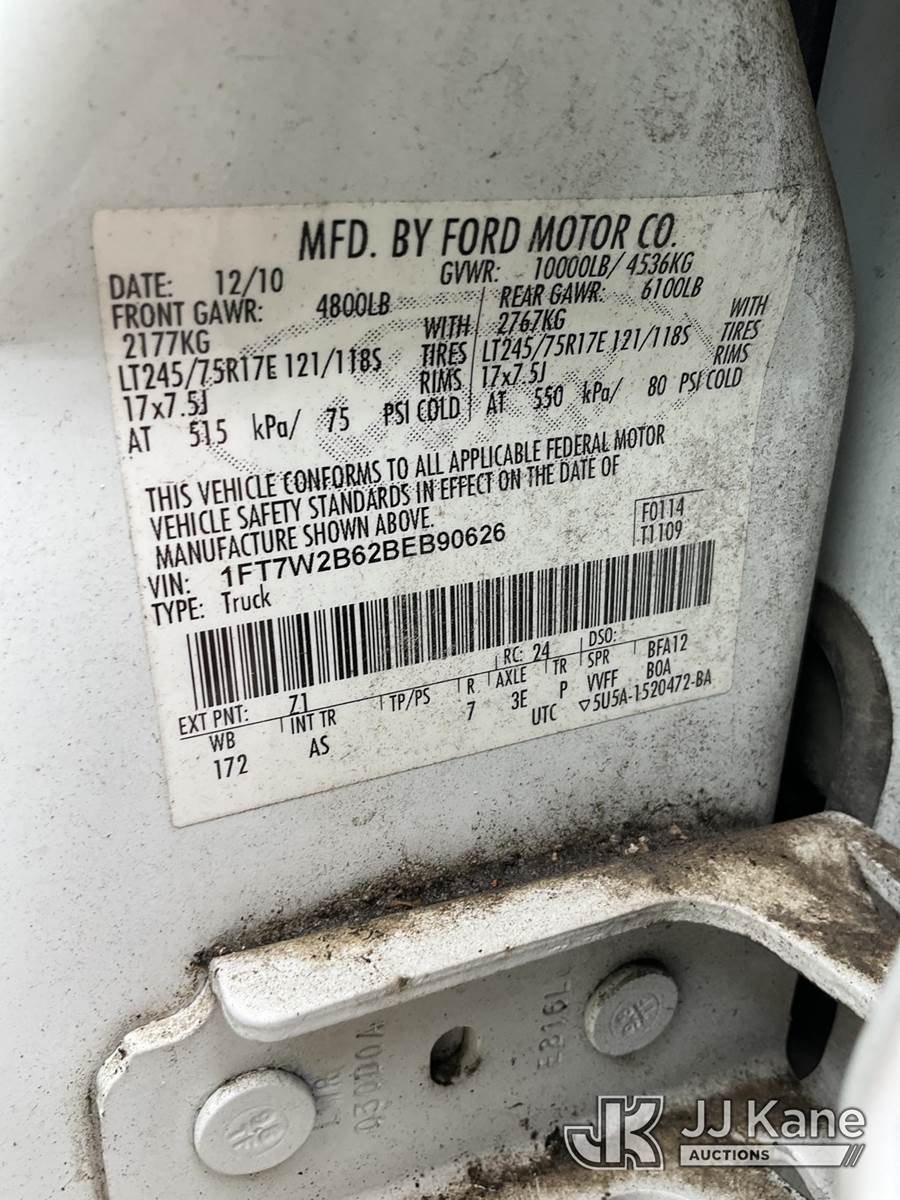 MFD. BY FORD MOTOR CO.
DATE: 12/10 GVWR: 10000LB/ 4536KG
FRONT GAWR: 4800LB REAR GAWR: 6100LB
2177KG WITH 2767KG WITH
LT245/75R17E 121/118S TIRES LT245/75R17E 121/118S TIRES
17x7.5J RIMS 17x7.5J RIMS
AT 515 kPa/ 75 PSI COLD AT 550 kPa/ 80 PSI COLD
THIS VEHICLE CONFORMS TO ALL APPLICABLE FEDERAL MOTOR
VEHICLE SAFETY STANDARDS IN EFFECT ON THE DATE OF
MANUFACTURE SHOWN ABOVE.
VIN: 1FT7W2B62BEB90626
TYPE: Truck
F0114
T1109
EXT PNT: Z1 RC: 24 DSO:
WB INT TR TP/PS R AXLE TR SPR BFA12
172 AS 7 3E P VVFF BOA
UTC ▽5U5A-1520472-BA
JJ Kane
AUCTIONS